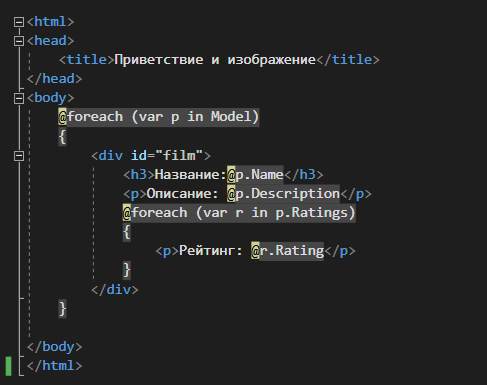 <html>
<head>
<title>Приветствие и изображение</title>
</head>
<body>
@foreach (var p in Model)
{
<div id="film">
<h3>Название:@p.Name</h3>
<p>Описание: @p.Description</p>
@foreach (var r in p.Ratings)
{
<p>Рейтинг: @r.Rating</p>
}
</div>
}
</body>
</html>